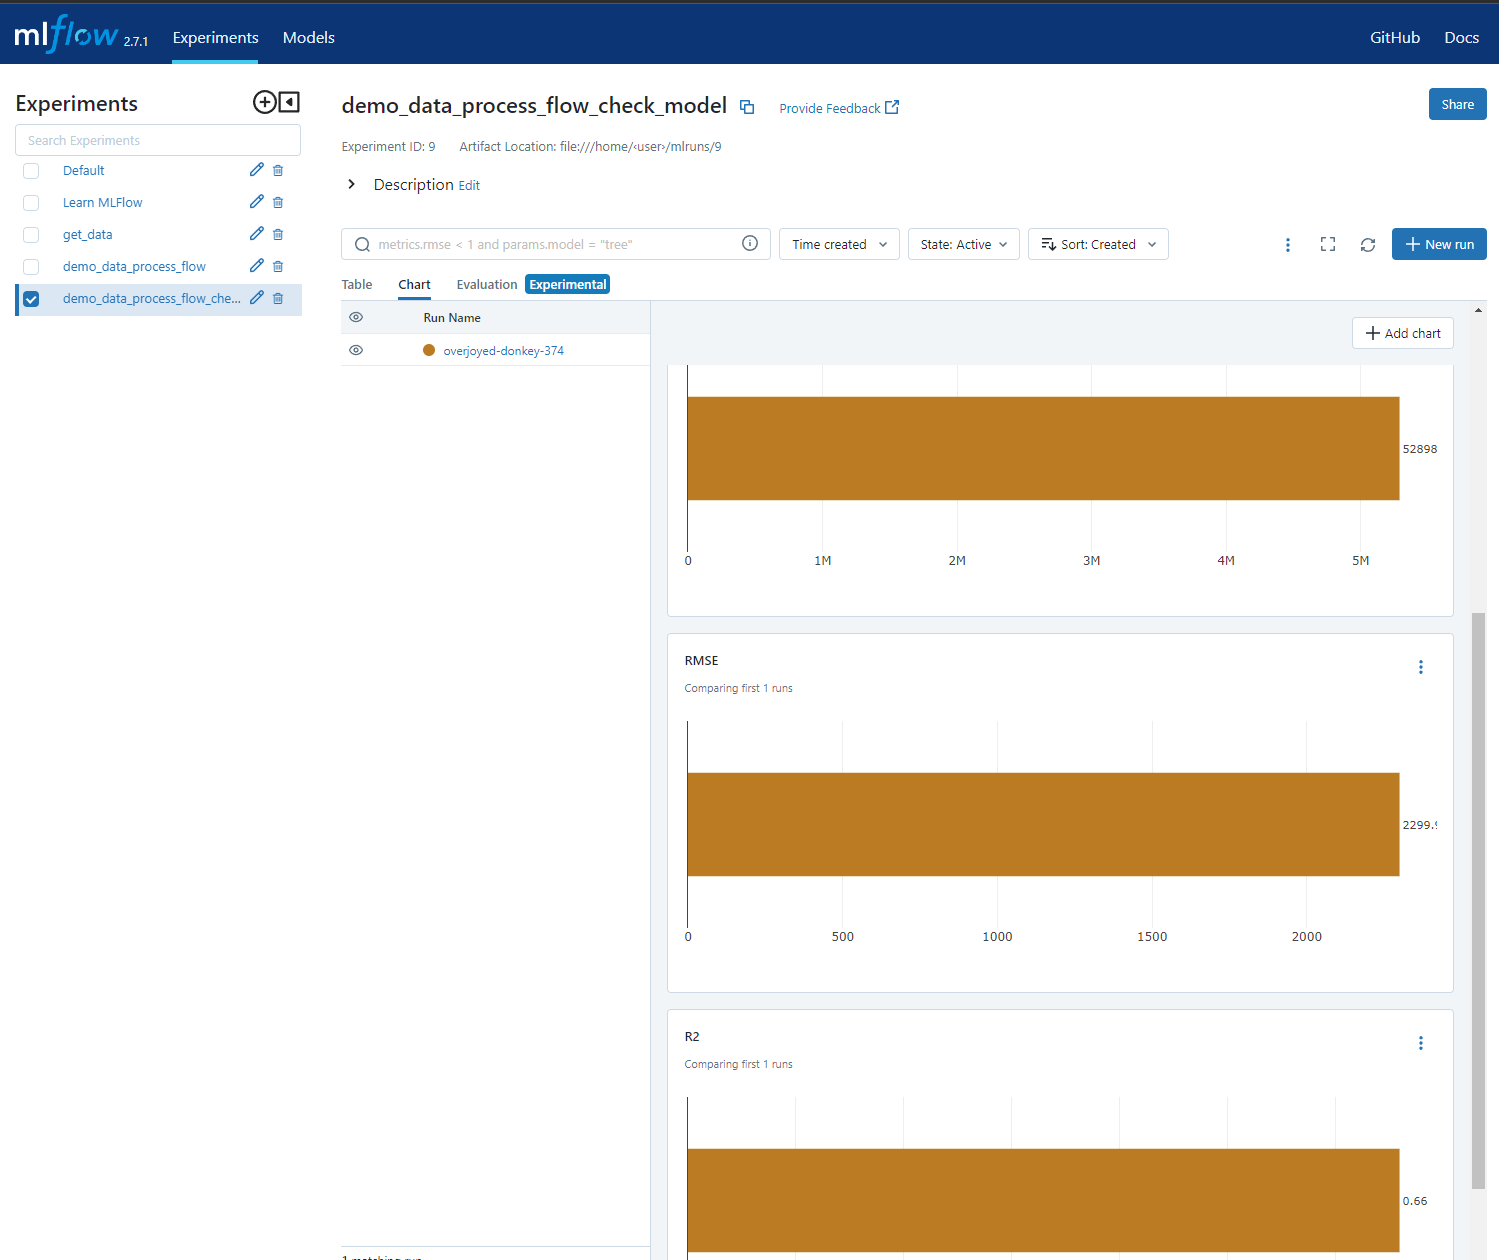 mlflow 2.7.1 Experiments Models GitHub Docs
Experiments
Search Experiments
Default
Learn MLFlow
get_data
demo_data_process_flow
demo_data_process_flow_che...
demo_data_process_flow_check_model Provide Feedback Share
Experiment ID: 9 Artifact Location: file:///home/<user>/mlruns/9
Description Edit
metrics.rmse < 1 and params.model = "tree" Time created State: Active Sort: Created New run
Table Chart Evaluation Experimental
Run Name
overjoyed-donkey-374
Add chart
52898
0 1M 2M 3M 4M 5M
RMSE
Comparing first 1 runs
2299.9
0 500 1000 1500 2000
R2
Comparing first 1 runs
0.66
1 matching run